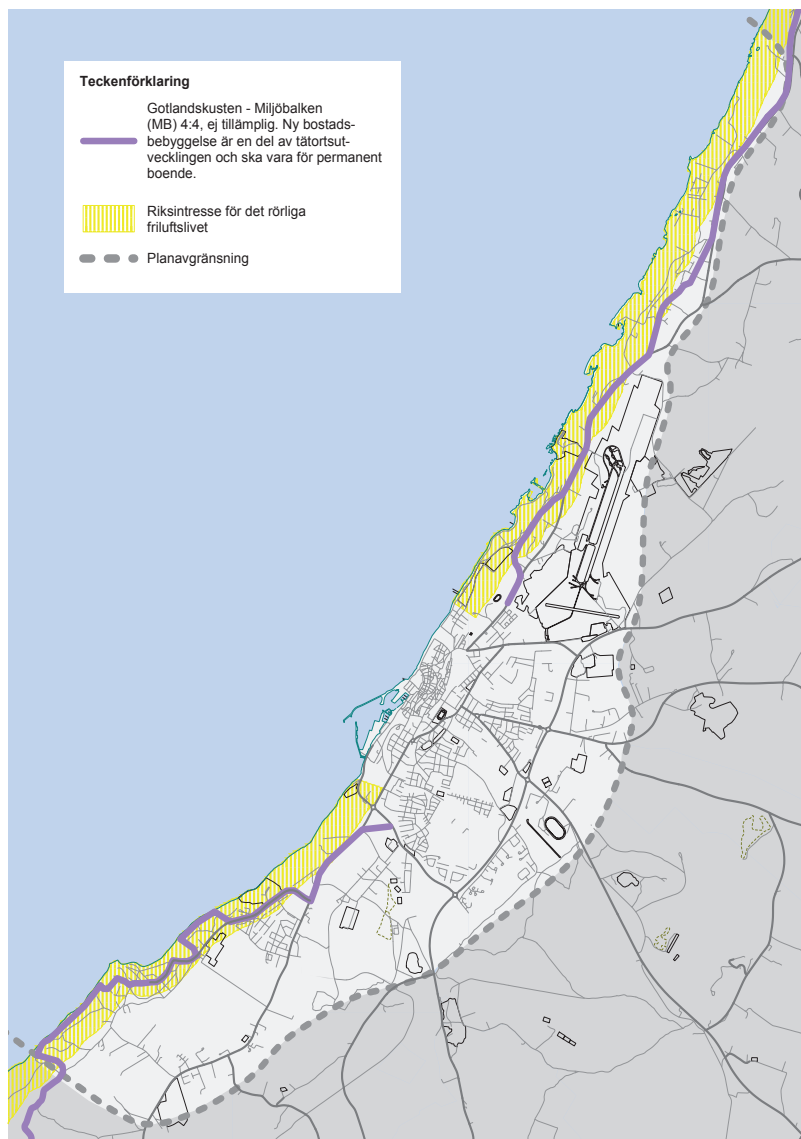 Teckenförklaring
Gotlandskusten - Miljöbalken
(MB) 4:4, ej tillämplig. Ny bostads-
bebyggelse är en del av tätortsut-
vecklingen och ska vara för permanent
boende.
Riksintresse för det rörliga
friluftslivet
Planavgränsning